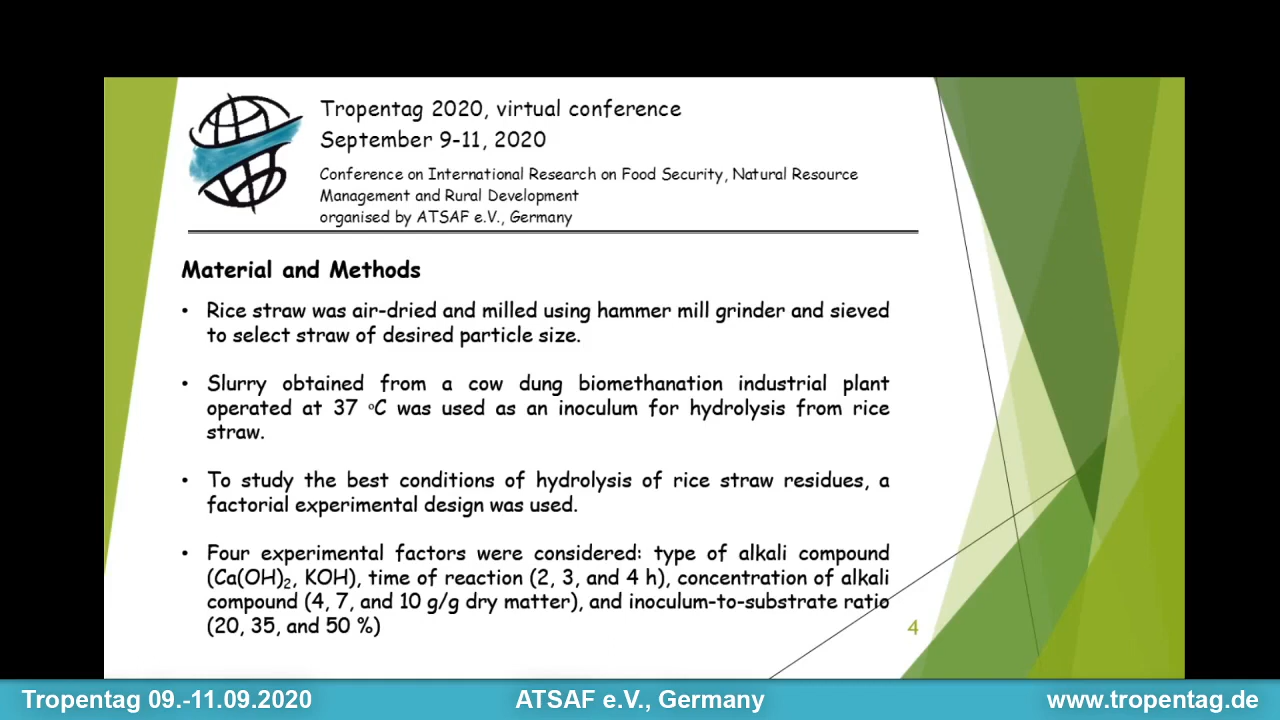 Tropentag 2020, virtual conference
September 9-11, 2020
Conference on International Research on Food Security, Natural Resource
Management and Rural Development
organised by ATSAF e.V., Germany
Material and Methods
• Rice straw was air-dried and milled using hammer mill grinder and sieved
to select straw of desired particle size.
• Slurry obtained from a cow dung biomethanation industrial plant
operated at 37 °C was used as an inoculum for hydrolysis from rice
straw.
• To study the best conditions of hydrolysis of rice straw residues, a
factorial experimental design was used.
• Four experimental factors were considered: type of alkali compound
(Ca(OH)₂, KOH), time of reaction (2, 3, and 4 h), concentration of alkali
compound (4, 7, and 10 g/g dry matter), and inoculum-to-substrate ratio
(20, 35, and 50 %)
4
Tropentag 09.-11.09.2020 ATSAF e.V., Germany www.tropentag.de